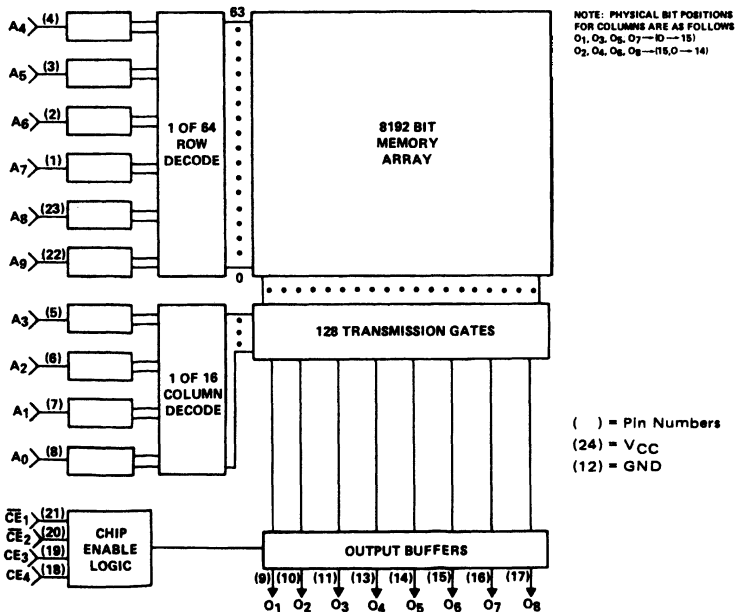 NOTE: PHYSICAL BIT POSITIONS
FOR COLUMNS ARE AS FOLLOWS
O1, O3, O5, O7—(0 — 15)
O2, O4, O6, O8—(15,0 — 14)
A4 (4)
A5 (3)
A6 (2)
A7 (1)
A8 (23)
A9 (22)
1 OF 64
ROW
DECODE
63
0
8192 BIT
MEMORY
ARRAY
A3 (5)
A2 (6)
A1 (7)
A0 (8)
1 OF 16
COLUMN
DECODE
128 TRANSMISSION GATES
( ) = Pin Numbers
(24) = VCC
(12) = GND
C̅E̅1 (21)
C̅E̅2 (20)
CE3 (19)
CE4 (18)
CHIP
ENABLE
LOGIC
OUTPUT BUFFERS
(9) (10) (11) (13) (14) (15) (16) (17)
O1 O2 O3 O4 O5 O6 O7 O8